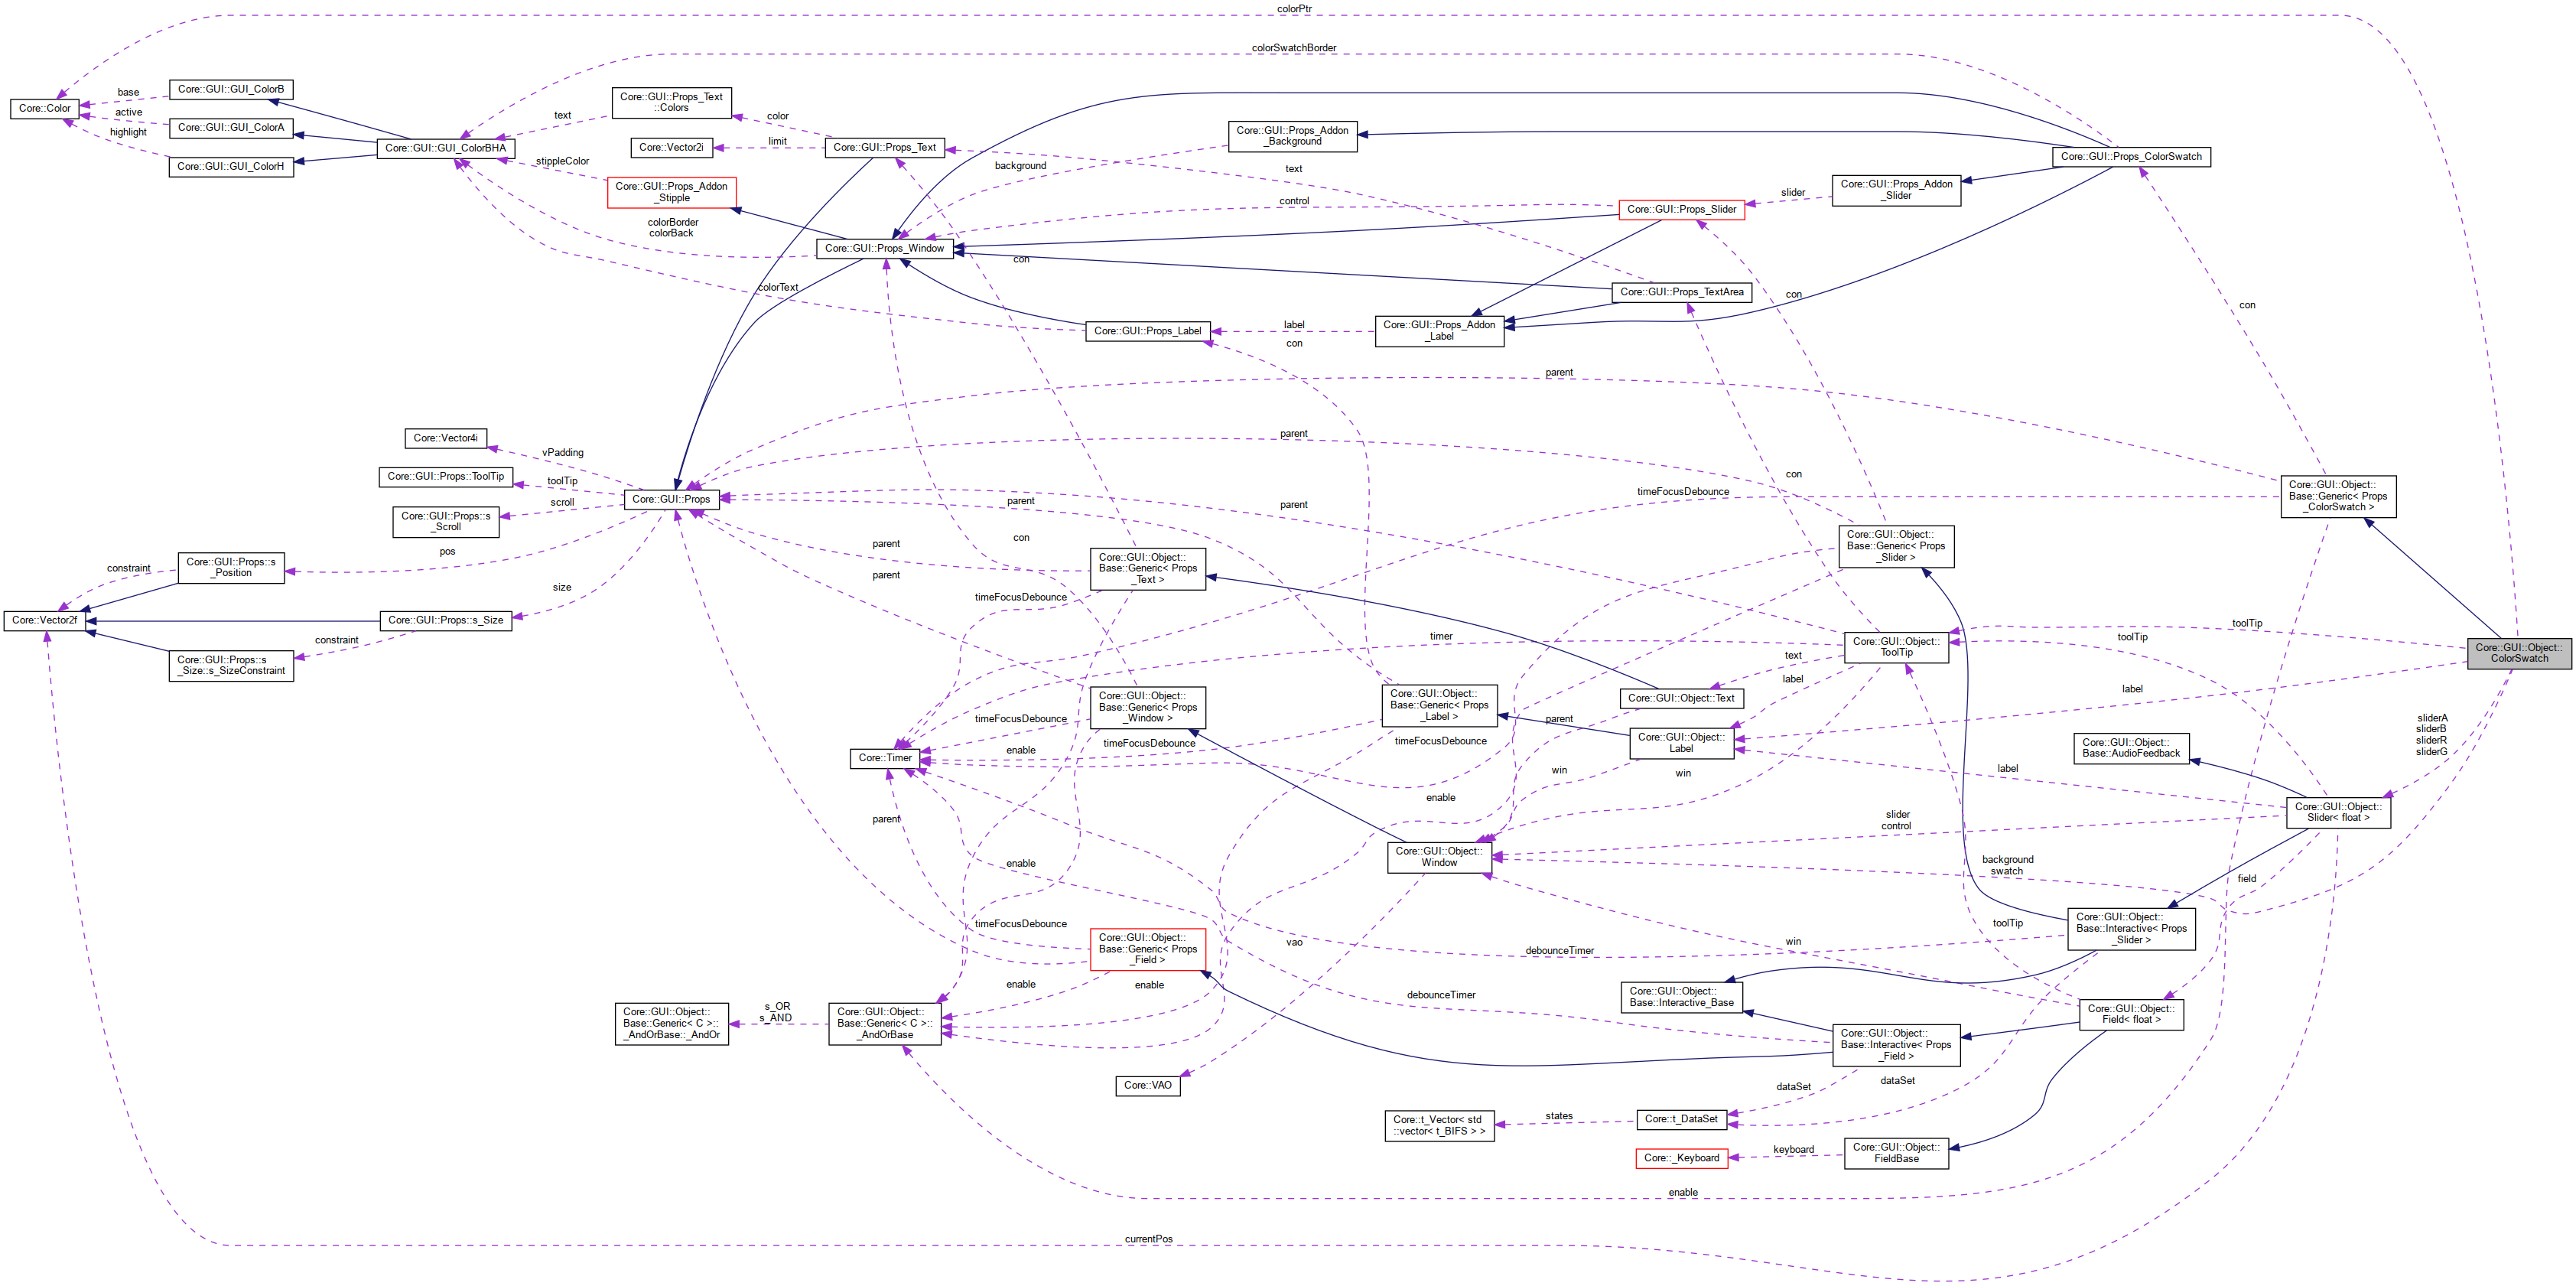 colorPtr
colorSwatchBorder
Core::GUI::GUI_ColorB
base
Core::Color
active
Core::GUI::GUI_ColorA
highlight
Core::GUI::GUI_ColorH
Core::GUI::GUI_ColorBHA
text
Core::GUI::Props_Text
::Colors
color
Core::Vector2i
limit
Core::GUI::Props_Text
stippleColor
Core::GUI::Props_Addon
_Stipple
colorBorder
colorBack
Core::GUI::Props_Window
background
Core::GUI::Props_Addon
_Background
text
control
Core::GUI::Props_Slider
slider
Core::GUI::Props_Addon
_Slider
Core::GUI::Props_ColorSwatch
con
colorText
Core::GUI::Props_Label
label
con
Core::GUI::Props_Addon
_Label
Core::GUI::Props_TextArea
con
con
parent
Core::Vector4i
vPadding
Core::GUI::Props::ToolTip
toolTip
Core::GUI::Props::s
_Scroll
scroll
Core::GUI::Props
parent
parent
parent
con
timeFocusDebounce
Core::GUI::Object::
Base::Generic< Props
_ColorSwatch >
Core::GUI::Props::s
_Position
pos
constraint
Core::Vector2f
size
Core::GUI::Props::s_Size
constraint
Core::GUI::Props::s
_Size::s_SizeConstraint
parent
con
parent
Core::GUI::Object::
Base::Generic< Props
_Text >
timeFocusDebounce
Core::GUI::Object::
Base::Generic< Props
_Slider >
timer
Core::GUI::Object::
ToolTip
toolTip
toolTip
Core::GUI::Object::
ColorSwatch
text
label
label
Core::GUI::Object::
Base::Generic< Props
_Window >
timeFocusDebounce
Core::GUI::Object::
Base::Generic< Props
_Label >
Core::GUI::Object::Text
parent
Core::GUI::Object::
Label
Core::Timer
enable
timeFocusDebounce
timeFocusDebounce
win
win
label
sliderA
sliderB
sliderR
sliderG
Core::GUI::Object::
Base::AudioFeedback
Core::GUI::Object::
Slider< float >
enable
parent
slider
control
Core::GUI::Object::
Window
enable
background
swatch
field
timeFocusDebounce
Core::GUI::Object::
Base::Generic< Props
_Field >
vao
debounceTimer
win
toolTip
Core::GUI::Object::
Base::Interactive< Props
_Slider >
enable
enable
debounceTimer
Core::GUI::Object::
Base::Interactive_Base
Core::GUI::Object::
Field< float >
Core::GUI::Object::
Base::Generic< C >::
_AndOrBase::_AndOr
s_OR
s_AND
Core::GUI::Object::
Base::Generic< C >::
_AndOrBase
Core::GUI::Object::
Base::Interactive< Props
_Field >
Core::VAO
dataSet
dataSet
Core::t_Vector< std
::vector< t_BIFS > >
states
Core::t_DataSet
Core::_Keyboard
keyboard
Core::GUI::Object::
FieldBase
enable
currentPos